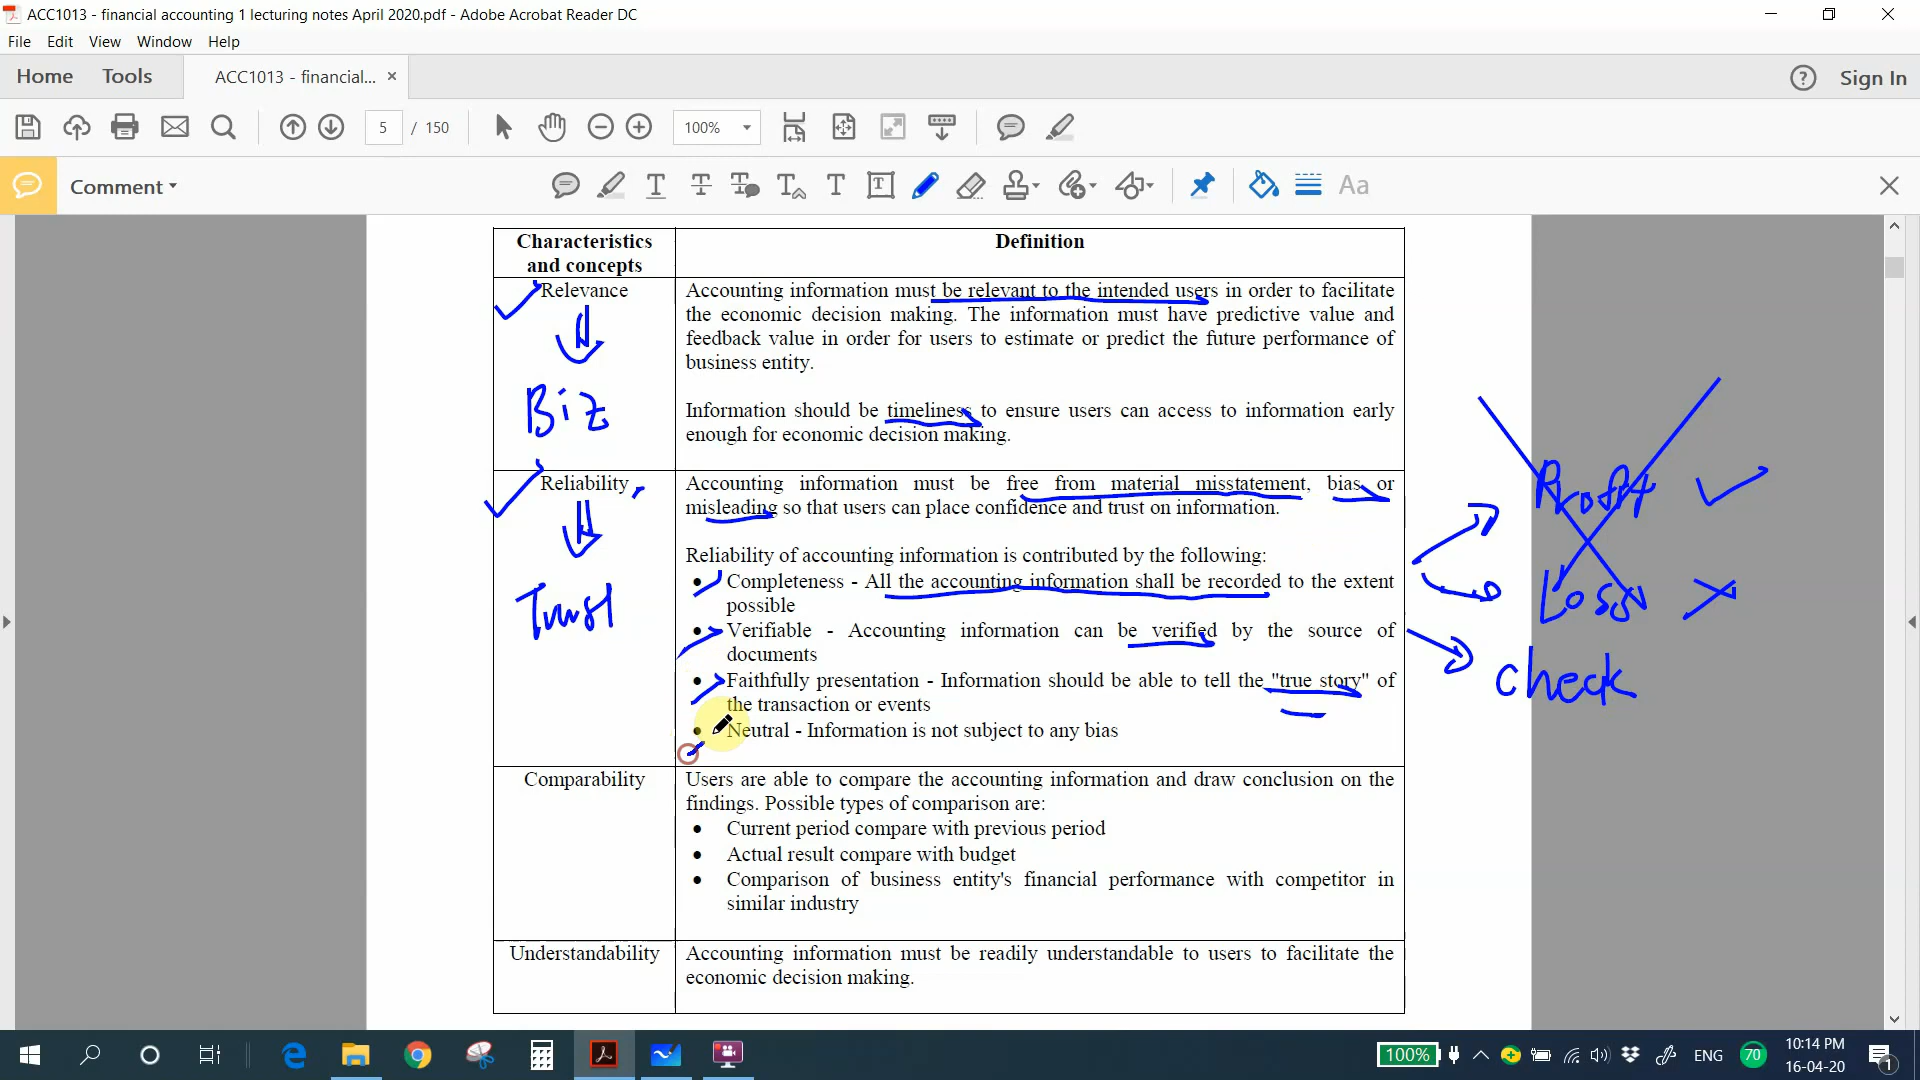 ACC1013 - financial accounting 1 lecturing notes April 2020.pdf - Adobe Acrobat Reader DC
File Edit View Window Help
Home Tools ACC1013 - financial... × Sign In
5 / 150 100%
Comment
Aa
Characteristics and concepts
Definition
Relevance
Biz
Accounting information must be relevant to the intended users in order to facilitate
the economic decision making. The information must have predictive value and
feedback value in order for users to estimate or predict the future performance of
business entity.
Information should be timeliness to ensure users can access to information early
enough for economic decision making.
Reliability
Trust
Accounting information must be free from material misstatement, bias or
misleading so that users can place confidence and trust on information.
Reliability of accounting information is contributed by the following:
• Completeness - All the accounting information shall be recorded to the extent
possible
• Verifiable - Accounting information can be verified by the source of
documents
• Faithfully presentation - Information should be able to tell the "true story" of
the transaction or events
• Neutral - Information is not subject to any bias
Profit
Loss
check
Comparability
Users are able to compare the accounting information and draw conclusion on the
findings. Possible types of comparison are:
• Current period compare with previous period
• Actual result compare with budget
• Comparison of business entity's financial performance with competitor in
similar industry
Understandability
Accounting information must be readily understandable to users to facilitate the
economic decision making.
100% ENG 70 10:14 PM
16-04-20 1